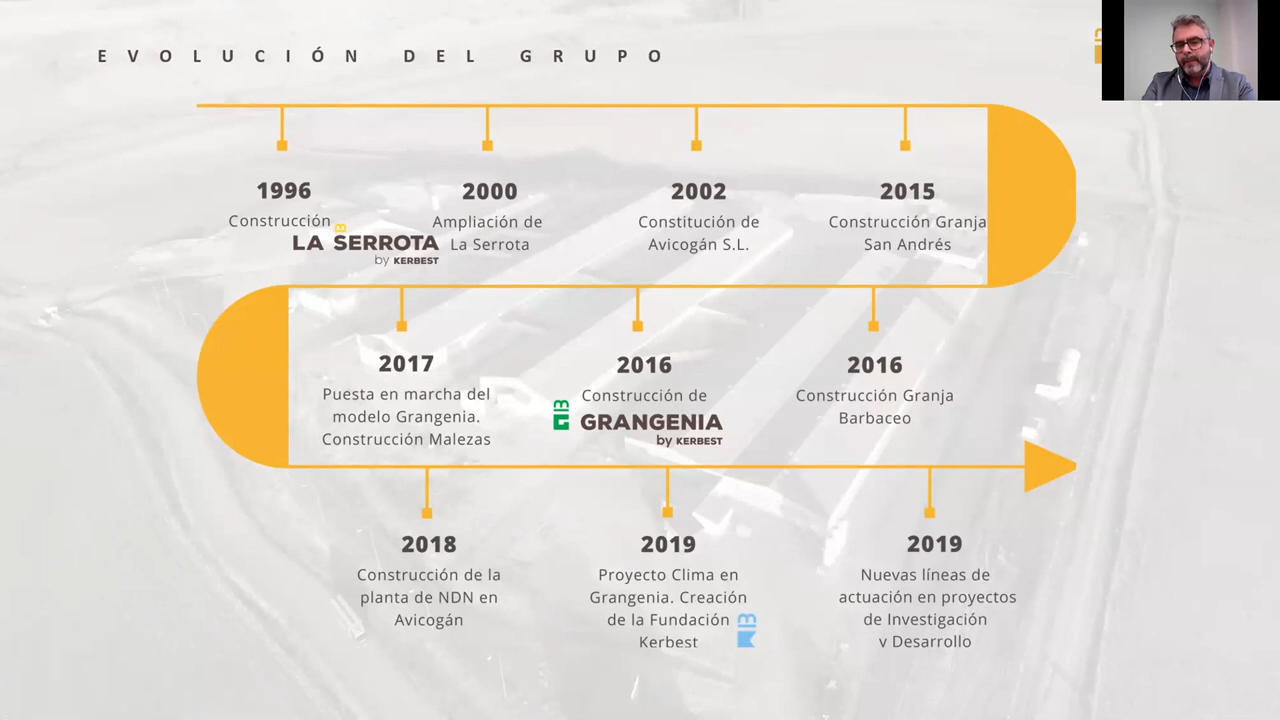 EVOLUCIÓN DEL GRUPO
1996
Construcción
LA SERROTA
by KERBEST
2000
Ampliación de
La Serrota
2002
Constitución de
Avicogán S.L.
2015
Construcción Granja
San Andrés
2017
Puesta en marcha del
modelo Grangenia.
Construcción Malezas
2016
Construcción de
GRANGENIA
by KERBEST
2016
Construcción Granja
Barbaceo
2018
Construcción de la
planta de NDN en
Avicogán
2019
Proyecto Clima en
Grangenia. Creación
de la Fundación
Kerbest
2019
Nuevas líneas de
actuación en proyectos
de Investigación
y Desarrollo